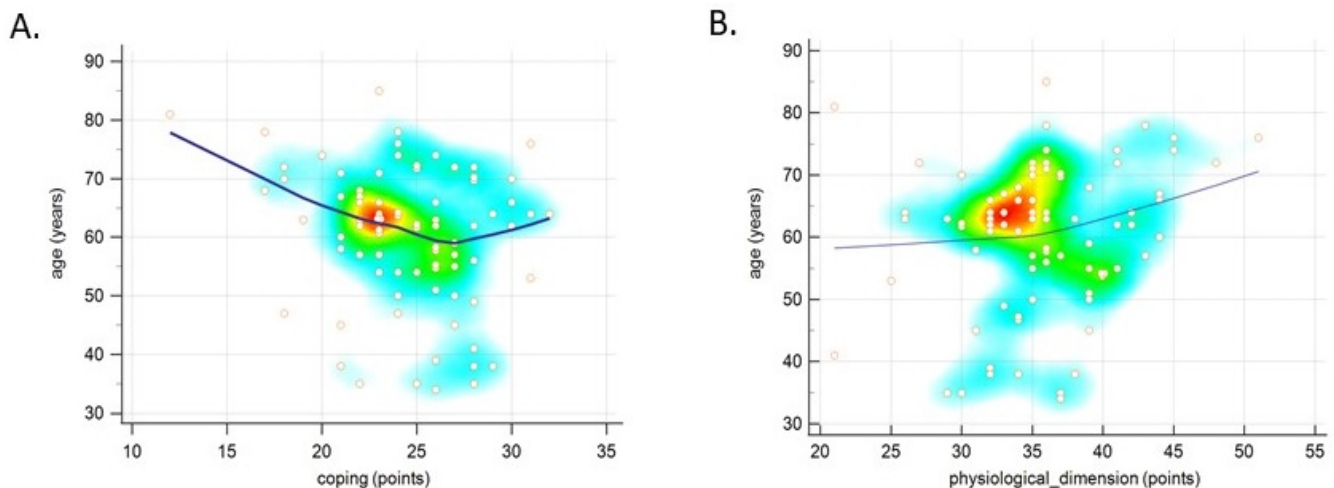 A.
90
80
70
60
50
40
30
age (years)
10 15 20 25 30 35
coping (points)
B.
90
80
70
60
50
40
30
age (years)
20 25 30 35 40 45 50 55
physiological_dimension (points)